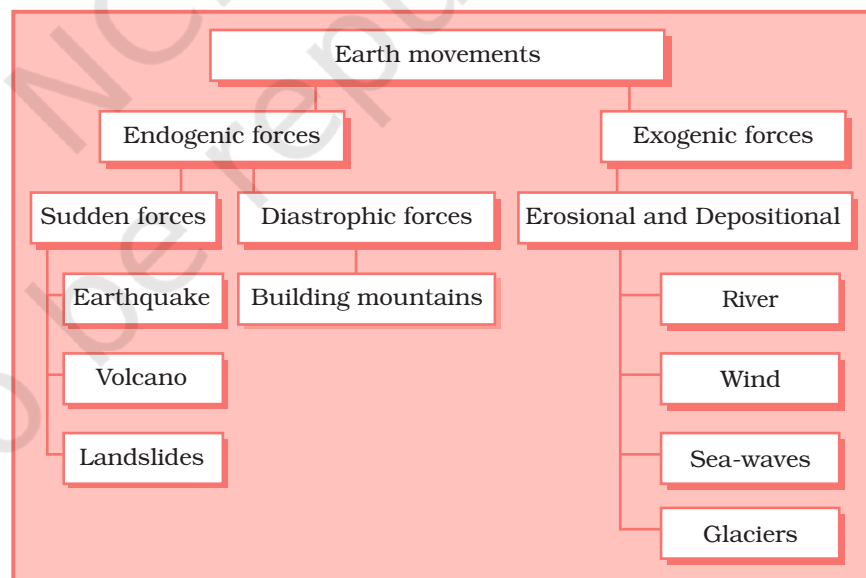 Earth movements
Endogenic forces
Exogenic forces
Sudden forces
Diastrophic forces
Erosional and Depositional
Earthquake
Building mountains
River
Volcano
Wind
Landslides
Sea-waves
Glaciers